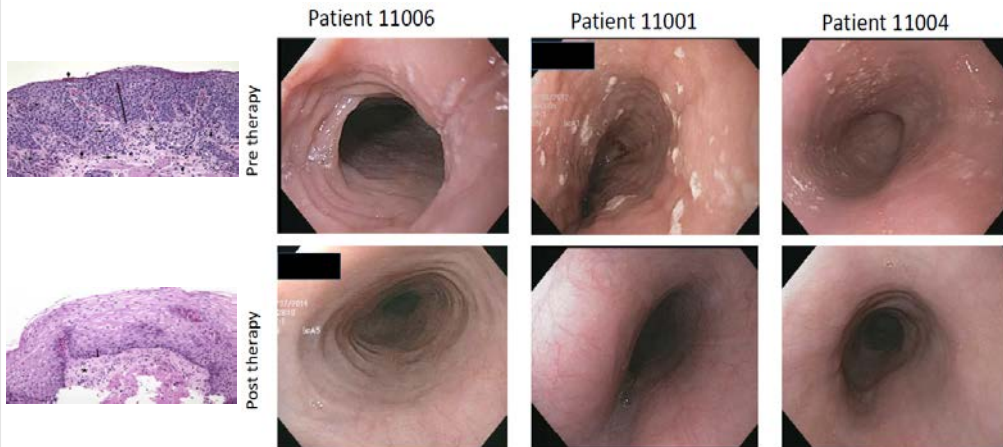 Patient 11006
Patient 11001
Patient 11004
Pre therapy
Post therapy